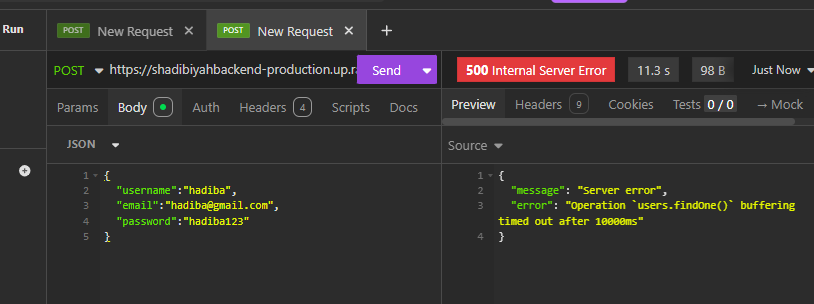 Run
POST New Request × POST New Request × +
POST https://shadibiyahbackend-production.up.ra Send
500 Internal Server Error 11.3 s 98 B Just Now
Params Body Auth Headers 4 Scripts Docs
Preview Headers 9 Cookies Tests 0 / 0 → Mock
JSON
Source
1 {
2 "username":"hadiba",
3 "email":"hadiba@gmail.com",
4 "password":"hadiba123"
5 }
1 {
2 "message": "Server error",
3 "error": "Operation `users.findOne()` buffering
timed out after 10000ms"
4 }